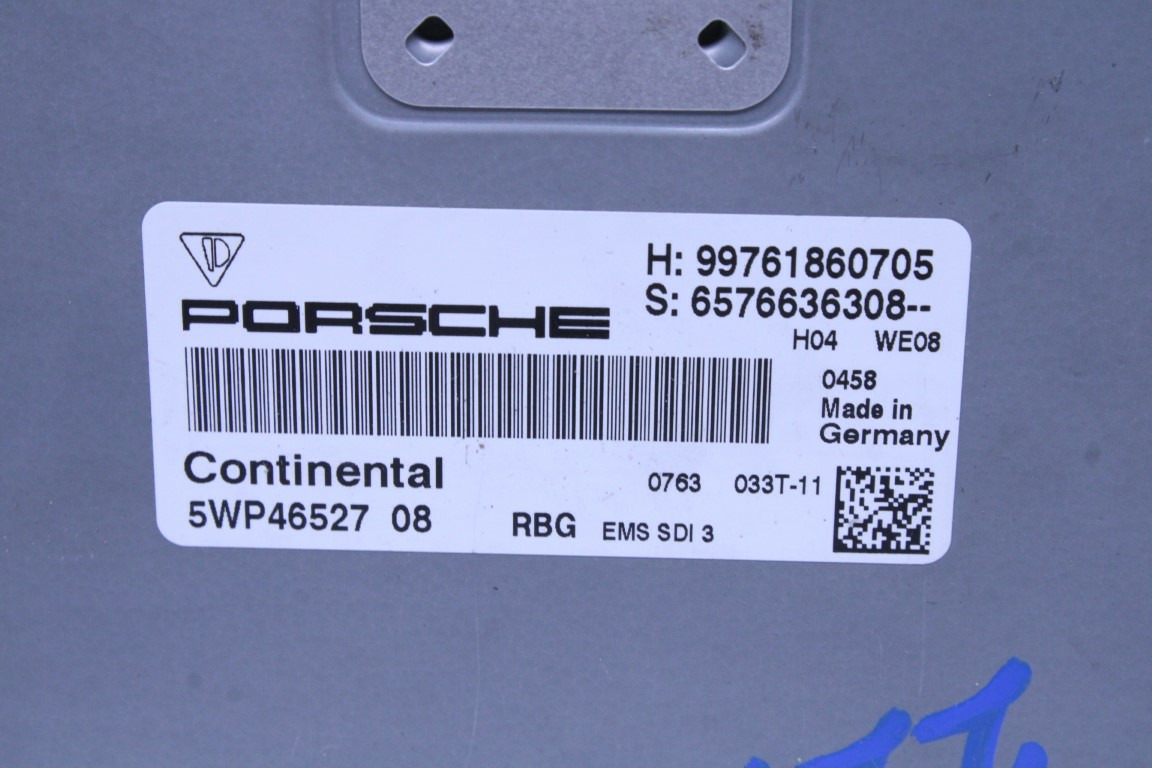 H: 99761860705
PORSCHE
S: 6576636308--
H04 WE08
0458
Made in
Germany
Continental
0763 033T-11
5WP46527 08
RBG EMS SDI 3